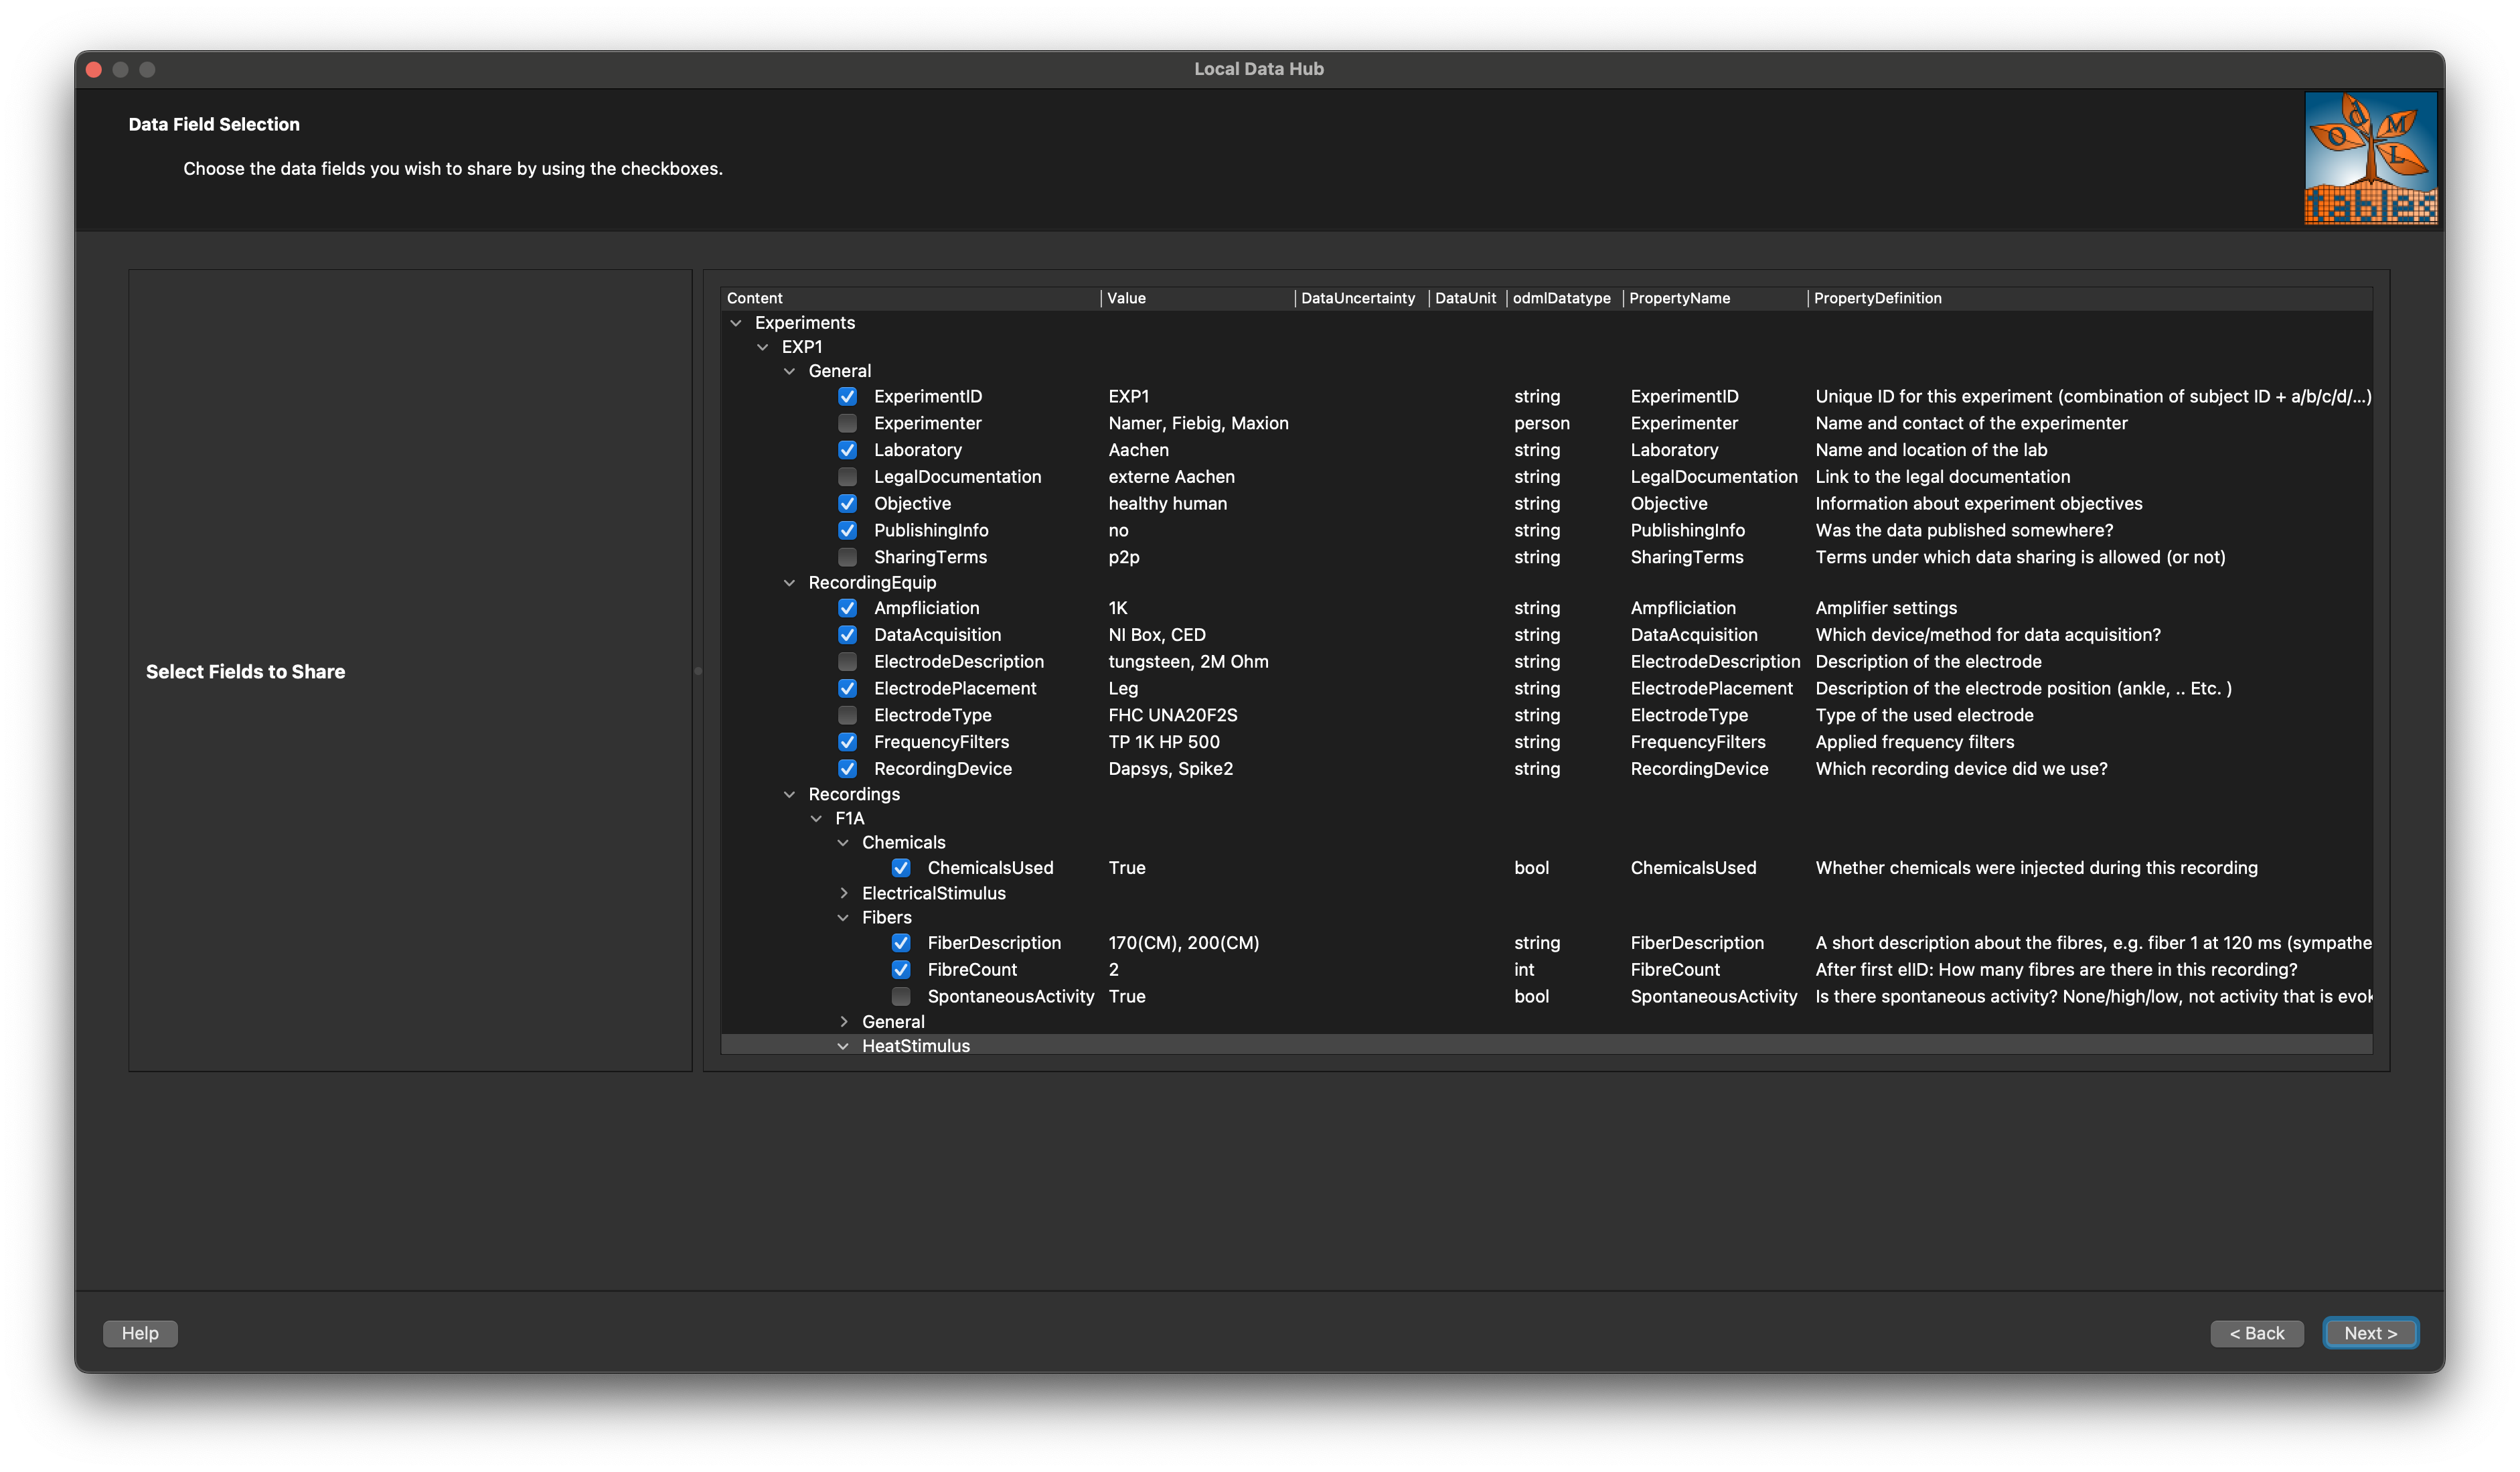 Local Data Hub
Data Field Selection
Choose the data fields you wish to share by using the checkboxes.
O d M L
tables
Select Fields to Share
Content Value DataUncertainty DataUnit odmlDatatype PropertyName PropertyDefinition
Experiments
EXP1
General
ExperimentID EXP1 string ExperimentID Unique ID for this experiment (combination of subject ID + a/b/c/d/...)
Experimenter Namer, Fiebig, Maxion person Experimenter Name and contact of the experimenter
Laboratory Aachen string Laboratory Name and location of the lab
LegalDocumentation externe Aachen string LegalDocumentation Link to the legal documentation
Objective healthy human string Objective Information about experiment objectives
PublishingInfo no string PublishingInfo Was the data published somewhere?
SharingTerms p2p string SharingTerms Terms under which data sharing is allowed (or not)
RecordingEquip
Ampfliciation 1K string Ampfliciation Amplifier settings
DataAcquisition NI Box, CED string DataAcquisition Which device/method for data acquisition?
ElectrodeDescription tungsteen, 2M Ohm string ElectrodeDescription Description of the electrode
ElectrodePlacement Leg string ElectrodePlacement Description of the electrode position (ankle, .. Etc. )
ElectrodeType FHC UNA20F2S string ElectrodeType Type of the used electrode
FrequencyFilters TP 1K HP 500 string FrequencyFilters Applied frequency filters
RecordingDevice Dapsys, Spike2 string RecordingDevice Which recording device did we use?
Recordings
F1A
Chemicals
ChemicalsUsed True bool ChemicalsUsed Whether chemicals were injected during this recording
ElectricalStimulus
Fibers
FiberDescription 170(CM), 200(CM) string FiberDescription A short description about the fibres, e.g. fiber 1 at 120 ms (sympathe
FibreCount 2 int FibreCount After first elID: How many fibres are there in this recording?
SpontaneousActivity True bool SpontaneousActivity Is there spontaneous activity? None/high/low, not activity that is evok
General
HeatStimulus
Help < Back Next >